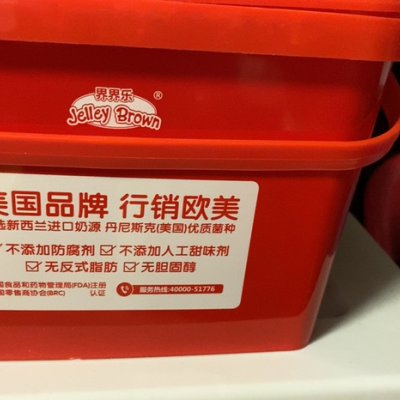 界界乐 ®
Jelley Brown
美国品牌 行销欧美
选新西兰进口奶源 丹尼斯克(美国)优质菌种
不添加防腐剂 不添加人工甜味剂
无反式脂肪 无胆固醇
国食品和药物管理局(FDA)注册
国零售商协会(BRC) 认证
服务热线:40000-51776